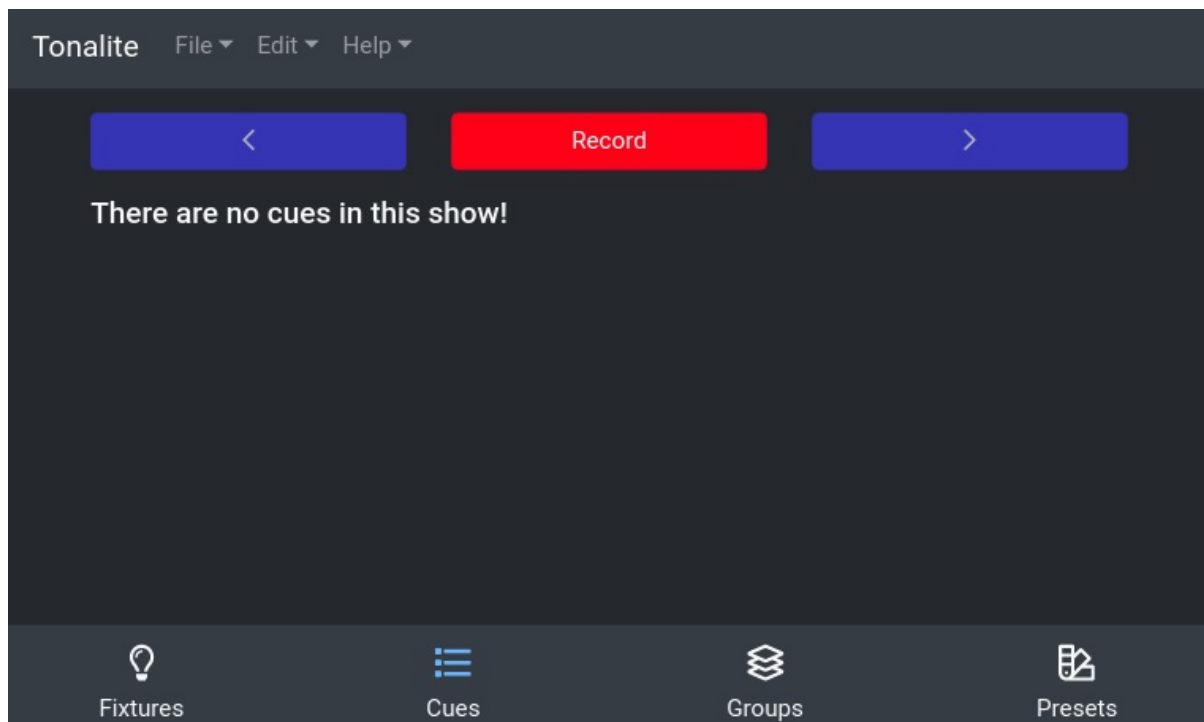 Tonalite File Edit Help
< Record >
There are no cues in this show!
Fixtures Cues Groups Presets